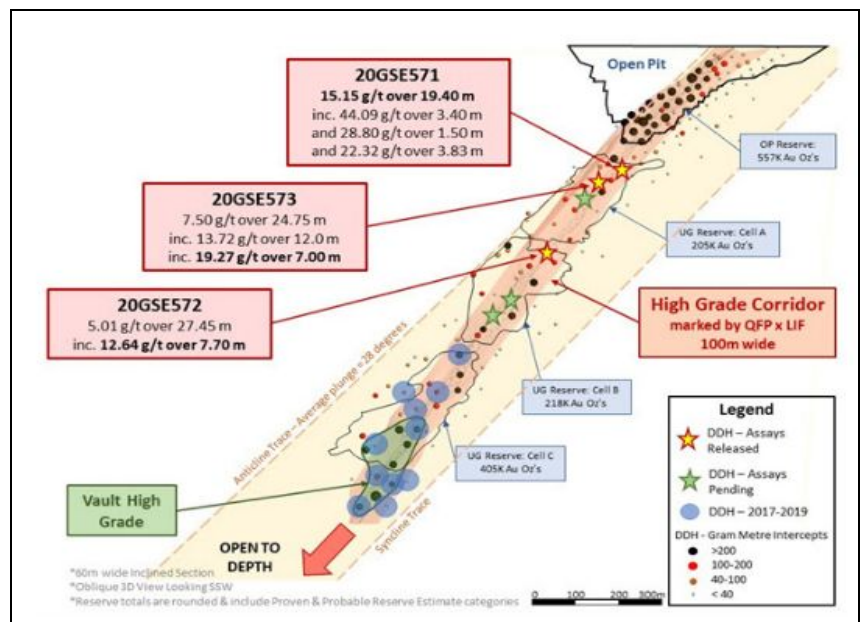 Open Pit
20GSE571
15.15 g/t over 19.40 m
inc. 44.09 g/t over 3.40 m
and 28.80 g/t over 1.50 m
and 22.32 g/t over 3.83 m
OP Reserve:
557K Au Oz's
20GSE573
7.50 g/t over 24.75 m
inc. 13.72 g/t over 12.0 m
inc. 19.27 g/t over 7.00 m
UG Reserve: Cell A
205K Au Oz's
20GSE572
5.01 g/t over 27.45 m
inc. 12.64 g/t over 7.70 m
High Grade Corridor
marked by QFP x LIF
100m wide
Anticline Trace – Average plunge =28 degrees
UG Reserve: Cell B
218K Au Oz's
UG Reserve: Cell C
405K Au Oz's
Syncline Trace
Vault High
Grade
OPEN TO
DEPTH
Legend
DDH – Assays
Released
DDH – Assays
Pending
DDH – 2017-2019
DDH - Gram Metre Intercepts
>200
100-200
40-100
< 40
*60m wide Inclined Section
*Oblique 3D View Looking SSW
*Reserve totals are rounded & include Proven & Probable Reserve Estimate categories
0 100 200 300m